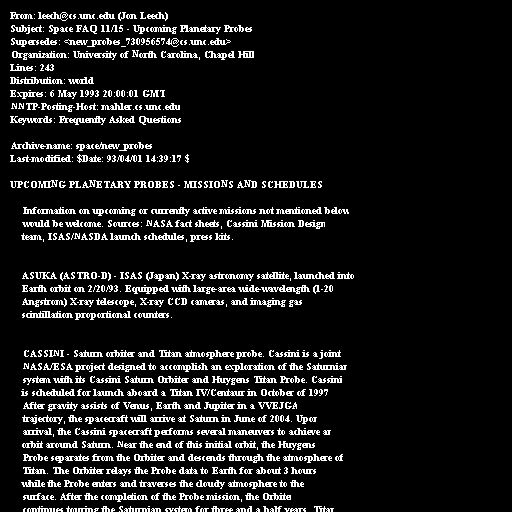 From: leech@cs.unc.edu (Jon Leech)
Subject: Space FAQ 11/15 - Upcoming Planetary Probes
Supersedes: <new_probes_730956574@cs.unc.edu>
Organization: University of North Carolina, Chapel Hill
Lines: 243
Distribution: world
Expires: 6 May 1993 20:00:01 GMT
NNTP-Posting-Host: mahler.cs.unc.edu
Keywords: Frequently Asked Questions
Archive-name: space/new_probes
Last-modified: $Date: 93/04/01 14:39:17 $
UPCOMING PLANETARY PROBES - MISSIONS AND SCHEDULES
Information on upcoming or currently active missions not mentioned below
would be welcome. Sources: NASA fact sheets, Cassini Mission Design
team, ISAS/NASDA launch schedules, press kits.
ASUKA (ASTRO-D) - ISAS (Japan) X-ray astronomy satellite, launched into
Earth orbit on 2/20/93. Equipped with large-area wide-wavelength (1-20
Angstrom) X-ray telescope, X-ray CCD cameras, and imaging gas
scintillation proportional counters.
CASSINI - Saturn orbiter and Titan atmosphere probe. Cassini is a joint
NASA/ESA project designed to accomplish an exploration of the Saturnian
system with its Cassini Saturn Orbiter and Huygens Titan Probe. Cassini
is scheduled for launch aboard a Titan IV/Centaur in October of 1997
After gravity assists of Venus, Earth and Jupiter in a VVEJGA
trajectory, the spacecraft will arrive at Saturn in June of 2004. Upor
arrival, the Cassini spacecraft performs several maneuvers to achieve ar
orbit around Saturn. Near the end of this initial orbit, the Huygens
Probe separates from the Orbiter and descends through the atmosphere of
Titan. The Orbiter relays the Probe data to Earth for about 3 hours
while the Probe enters and traverses the cloudy atmosphere to the
surface. After the completion of the Probe mission, the Orbite
continues touring the Saturnian system for three and a half years. Titar